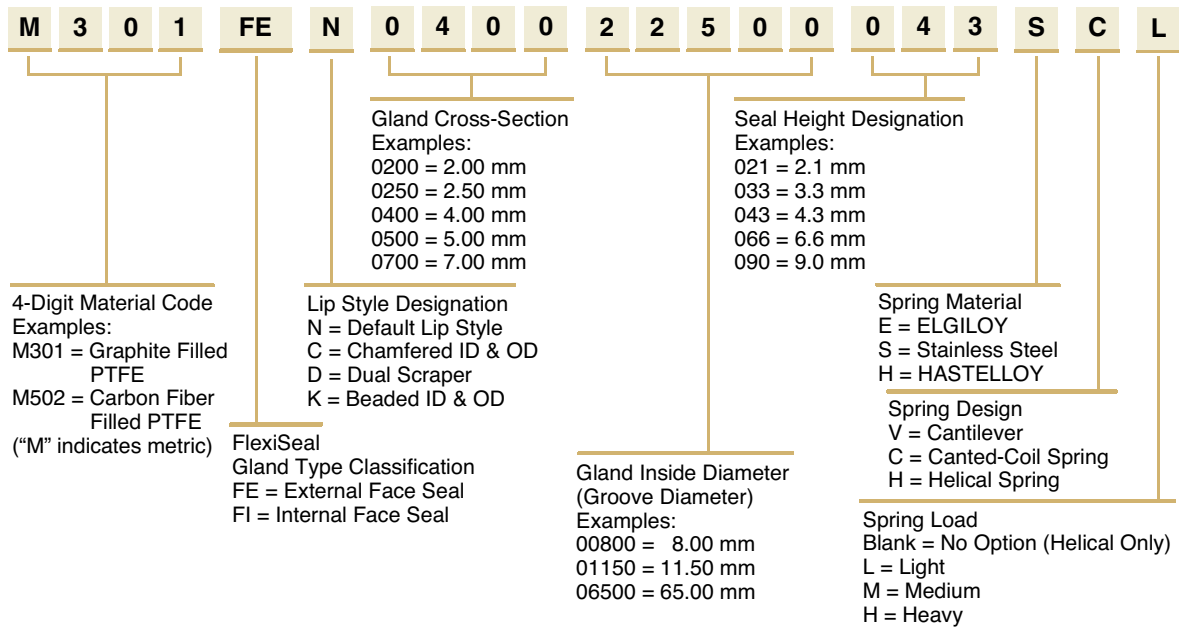 M 3 0 1 FE N 0 4 0 0 2 2 5 0 0 0 4 3 S C L
Gland Cross-Section
Examples:
0200 = 2.00 mm
0250 = 2.50 mm
0400 = 4.00 mm
0500 = 5.00 mm
0700 = 7.00 mm
Seal Height Designation
Examples:
021 = 2.1 mm
033 = 3.3 mm
043 = 4.3 mm
066 = 6.6 mm
090 = 9.0 mm
4-Digit Material Code
Examples:
M301 = Graphite Filled
PTFE
M502 = Carbon Fiber
Filled PTFE
(“M” indicates metric)
Lip Style Designation
N = Default Lip Style
C = Chamfered ID & OD
D = Dual Scraper
K = Beaded ID & OD
Spring Material
E = ELGILOY
S = Stainless Steel
H = HASTELLOY
Spring Design
V = Cantilever
C = Canted-Coil Spring
H = Helical Spring
FlexiSeal
Gland Type Classification
FE = External Face Seal
FI = Internal Face Seal
Gland Inside Diameter
(Groove Diameter)
Examples:
00800 = 8.00 mm
01150 = 11.50 mm
06500 = 65.00 mm
Spring Load
Blank = No Option (Helical Only)
L = Light
M = Medium
H = Heavy